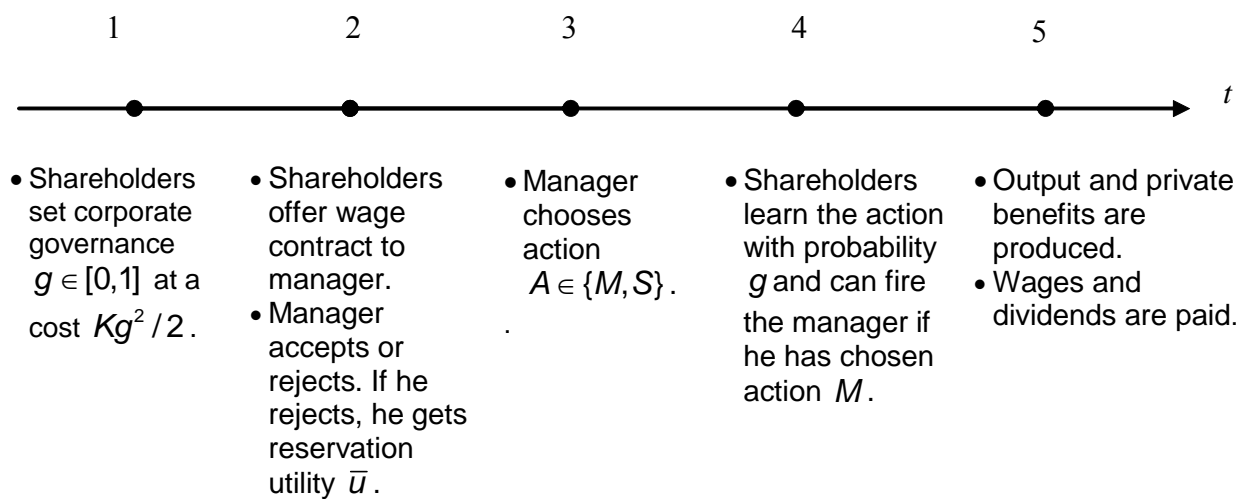 1 2 3 4 5
t
• Shareholders
set corporate
governance
g ∈ [0,1] at a
cost Kg² / 2 .
• Shareholders
offer wage
contract to
manager.
• Manager
accepts or
rejects. If he
rejects, he gets
reservation
utility u̅ .
• Manager
chooses
action
A ∈ {M,S} .
.
• Shareholders
learn the action
with probability
g and can fire
the manager if
he has chosen
action M .
• Output and private
benefits are
produced.
• Wages and
dividends are paid.